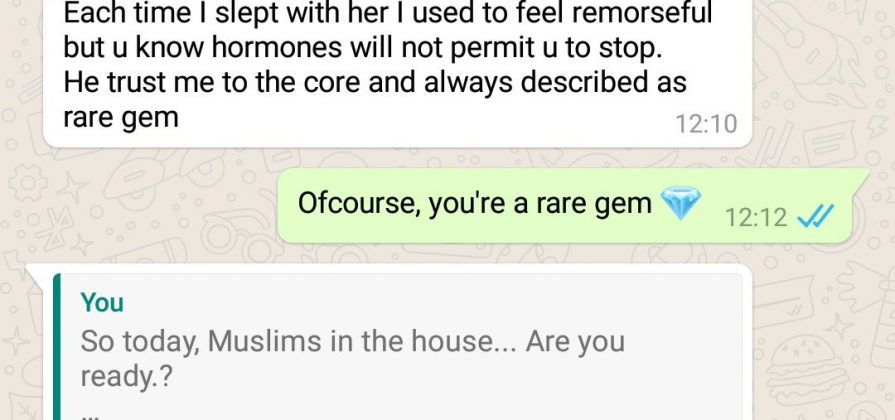 Each time I slept with her I used to feel remorseful
but u know hormones will not permit u to stop.
He trust me to the core and always described as
rare gem
12:10
Ofcourse, you're a rare gem 💎
12:12
You
So today, Muslims in the house... Are you
ready.?
...